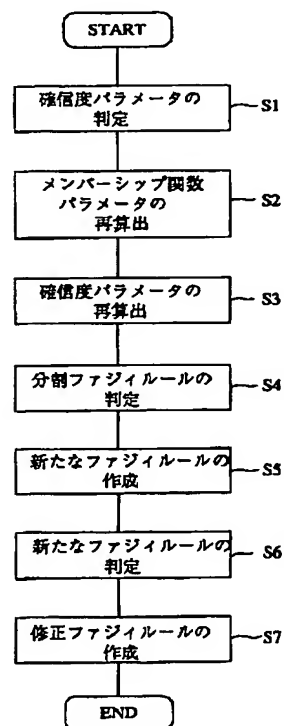 START
確信度パラメータの
判定
S1
メンバーシップ関数
パラメータの
再算出
S2
確信度パラメータの
再算出
S3
分割ファジィルールの
判定
S4
新たなファジィルールの
作成
S5
新たなファジィルールの
判定
S6
修正ファジィルールの
作成
S7
END